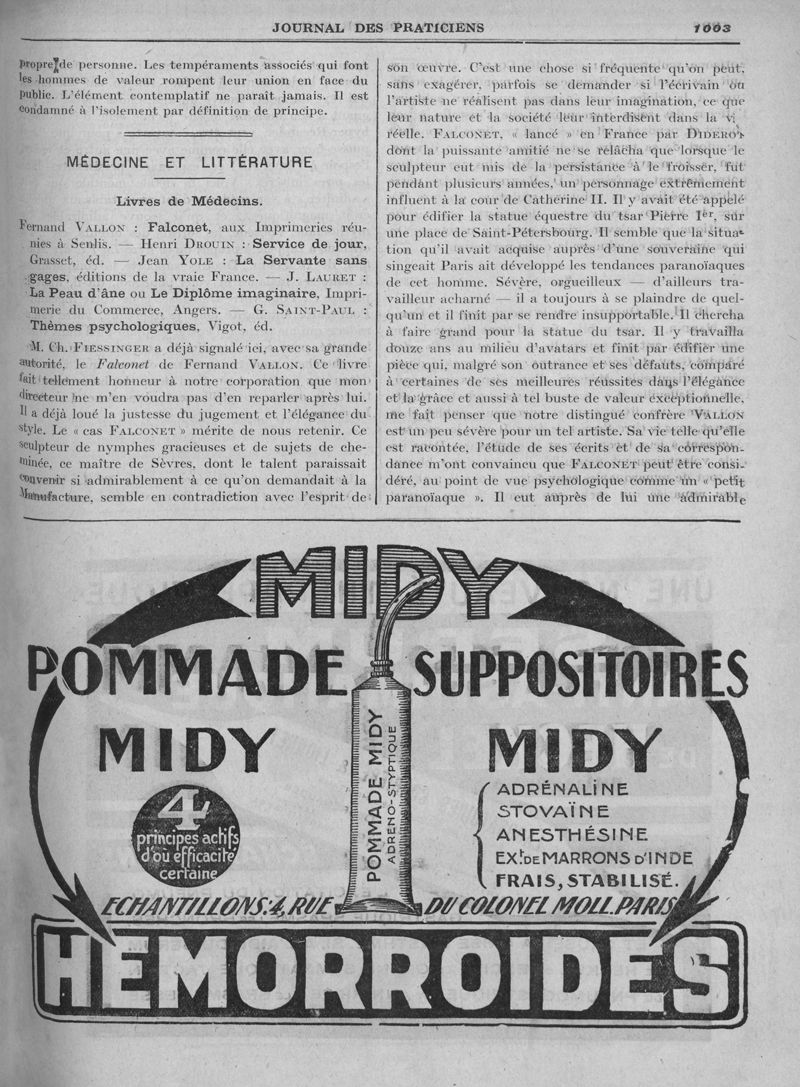 JOURNAL DES PRATICIENS 1003
propre de personne. Les tempéraments associés qui font
les hommes de valeur rompent leur union en face du
public. L'élément contemplatif ne paraît jamais. Il est
condamné à l'isolement par définition de principe.
MÉDECINE ET LITTÉRATURE
Livres de Médecins.
Fernand VALLON : Falconet, aux Imprimeries réu-
nies à Senlis. — Henri DROUIN : Service de jour,
Grasset, éd. — Jean YOLE : La Servante sans
gages, éditions de la vraie France. — J. LAURET :
La Peau d'âne ou Le Diplôme imaginaire, Impri-
merie du Commerce, Angers. — G. SAINT-PAUL :
Thèmes psychologiques, Vigot, éd.
M. Ch. FIESSINGER a déjà signalé ici, avec sa grande
autorité, le Falconet de Fernand VALLON. Ce livre
fait tellement honneur à notre corporation que mon
directeur ne m'en voudra pas d'en reparler après lui.
Il a déjà loué la justesse du jugement et l'élégance du
style. Le « cas FALCONET » mérite de nous retenir. Ce
sculpteur de nymphes gracieuses et de sujets de che-
minée, ce maître de Sèvres, dont le talent paraissait
convenir si admirablement à ce qu'on demandait à la
Manufacture, semble en contradiction avec l'esprit de
son œuvre. C'est une chose si fréquente qu'on peut,
sans exagérer, parfois se demander si l'écrivain ou
l'artiste ne réalisent pas dans leur imagination, ce que
leur nature et la société leur interdisent dans la vi
réelle. FALCONET, « lancé » en France par DIDEROT
dont la puissante amitié ne se relâcha que lorsque le
sculpteur eut mis de la persistance à le froisser, fut
pendant plusieurs années, un personnage extrêmement
influent à la cour de Catherine II. Il y avait été appelé
pour édifier la statue équestre du tsar Pierre Ier, sur
une place de Saint-Pétersbourg. Il semble que la situa-
tion qu'il avait acquise auprès d'une souveraine qui
singeait Paris ait développé les tendances paranoïaques
de cet homme. Sévère, orgueilleux — d'ailleurs tra-
vailleur acharné — il a toujours à se plaindre de quel-
qu'un et il finit par se rendre insupportable. Il chercha
à faire grand pour la statue du tsar. Il y travailla
douze ans au milieu d'avatars et finit par édifier une
pièce qui, malgré son outrance et ses défauts, comparé
à certaines de ses meilleures réussites dans l'élégance
et la grâce et aussi à tel buste de valeur exceptionnelle,
me fait penser que notre distingué confrère VALLON
est un peu sévère pour un tel artiste. Sa vie telle qu'elle
est racontée, l'étude de ses écrits et de sa correspon-
dance m'ont convaincu que FALCONET peut être consi-
déré, au point de vue psychologique comme un « petit
paranoïaque ». Il eut auprès de lui une admirable
MIDY
POMMADE
MIDY
4
principes actifs
d'où efficacité
certaine
POMMADE MIDY
ADRENO-STYPTIQUE
SUPPOSITOIRES
MIDY
ADRÉNALINE
STOVAÏNE
ANESTHÉSINE
EXt DE MARRONS D'INDE
FRAIS, STABILISÉ.
ECHANTILLONS: 4, RUE DU COLONEL MOLL. PARIS
HÉMORROIDES